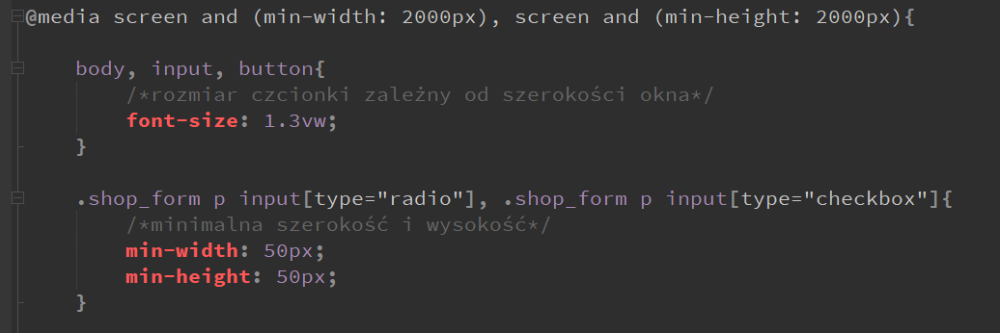 @media screen and (min-width: 2000px), screen and (min-height: 2000px){
body, input, button{
/*rozmiar czcionki zależny od szerokości okna*/
font-size: 1.3vw;
}
.shop_form p input[type="radio"], .shop_form p input[type="checkbox"]{
/*minimalna szerokość i wysokość*/
min-width: 50px;
min-height: 50px;
}